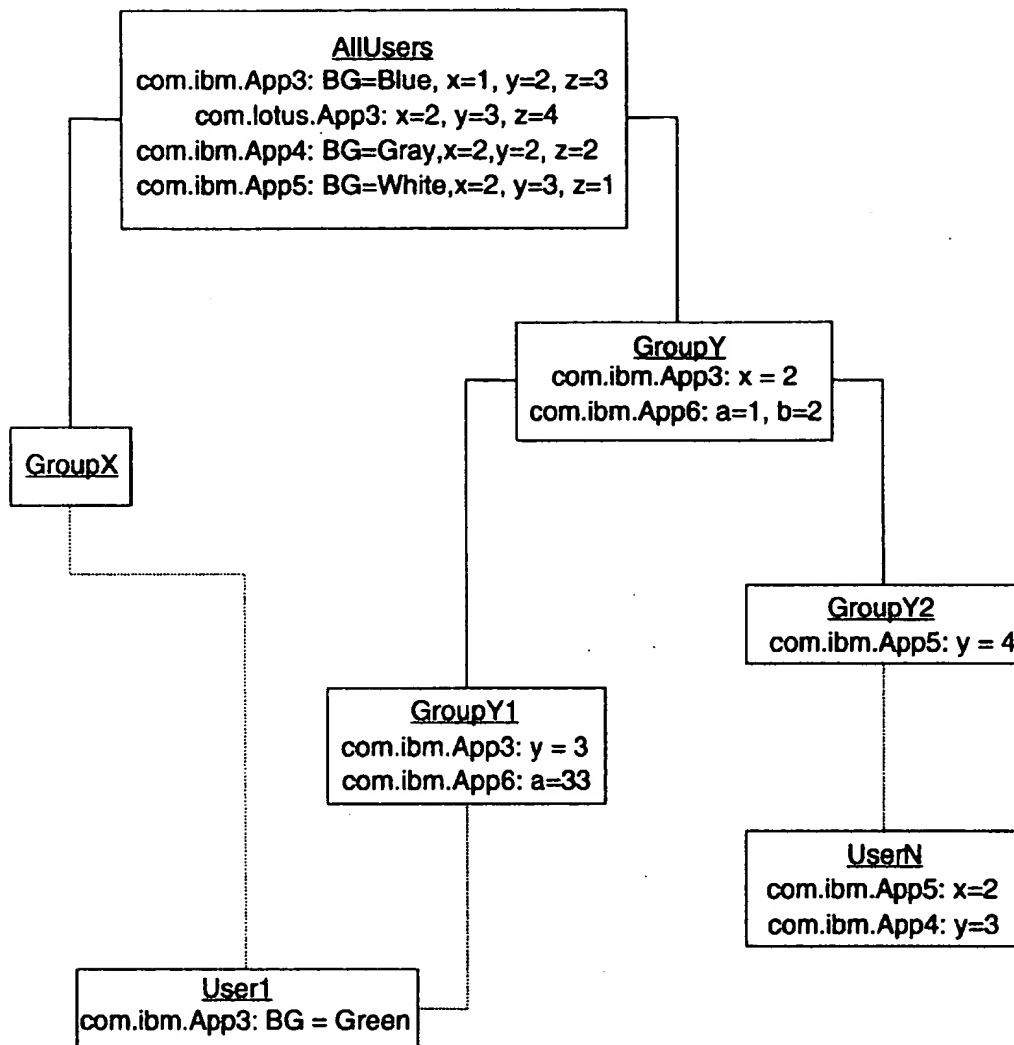 AllUsers
com.ibm.App3: BG=Blue, x=1, y=2, z=3
com.lotus.App3: x=2, y=3, z=4
com.ibm.App4: BG=Gray,x=2,y=2, z=2
com.ibm.App5: BG=White,x=2, y=3, z=1
GroupY
com.ibm.App3: x = 2
com.ibm.App6: a=1, b=2
GroupX
GroupY2
com.ibm.App5: y = 4
GroupY1
com.ibm.App3: y = 3
com.ibm.App6: a=33
UserN
com.ibm.App5: x=2
com.ibm.App4: y=3
User1
com.ibm.App3: BG = Green